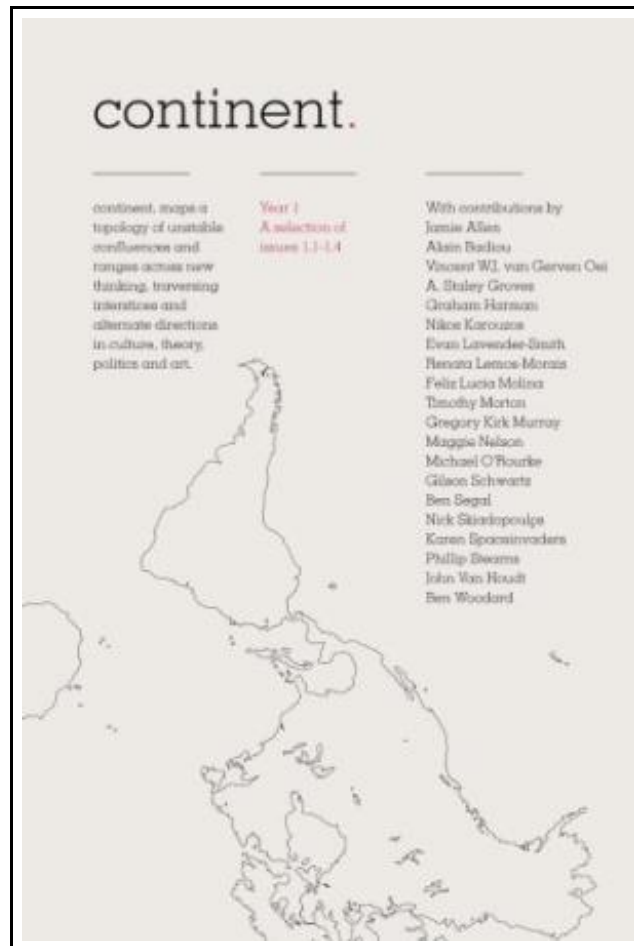 continent.
continent. maps a
topology of unstable
confluences and
ranges across new
thinking, traversing
interstices and
alternate directions
in culture, theory,
politics and art.
Year 1
A selection of
issues 1.1-1.4
With contributions by
Jamie Allen
Alain Badiou
Vincent W.J. van Gerven Oei
A. Staley Groves
Graham Harman
Nikos Karouzos
Evan Lavender-Smith
Renata Lemos-Morais
Feliz Lucia Molina
Timothy Morton
Gregory Kirk Murray
Maggie Nelson
Michael O'Rourke
Gilson Schwartz
Ben Segal
Nick Skiadopoulos
Karen Spaceinvaders
Phillip Stearns
John Van Houdt
Ben Woodard